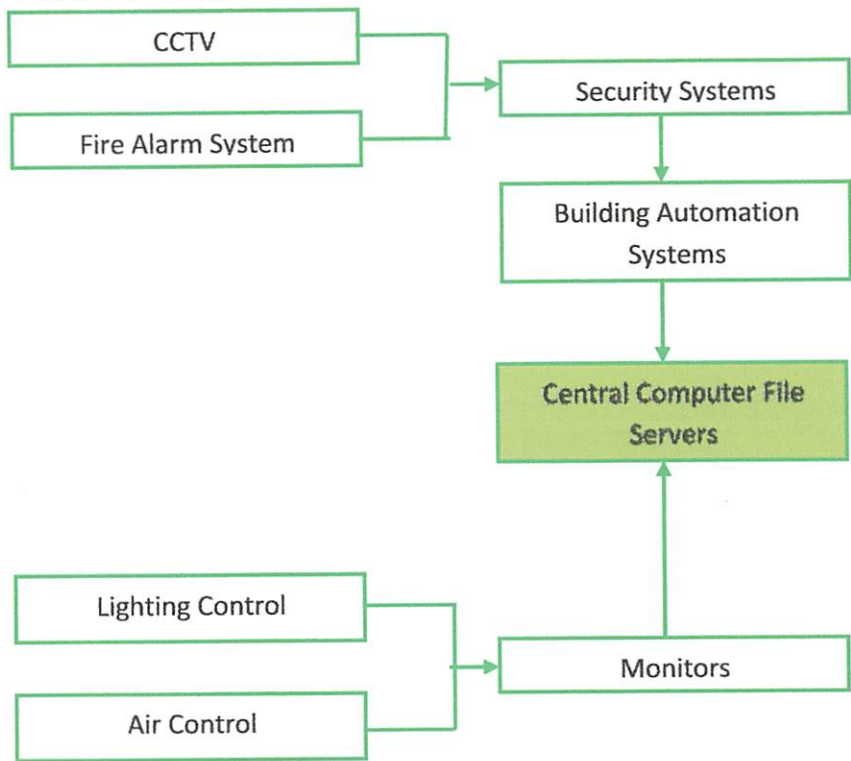 CCTV
Security Systems
Fire Alarm System
Building Automation
Systems
Central Computer File
Servers
Lighting Control
Monitors
Air Control